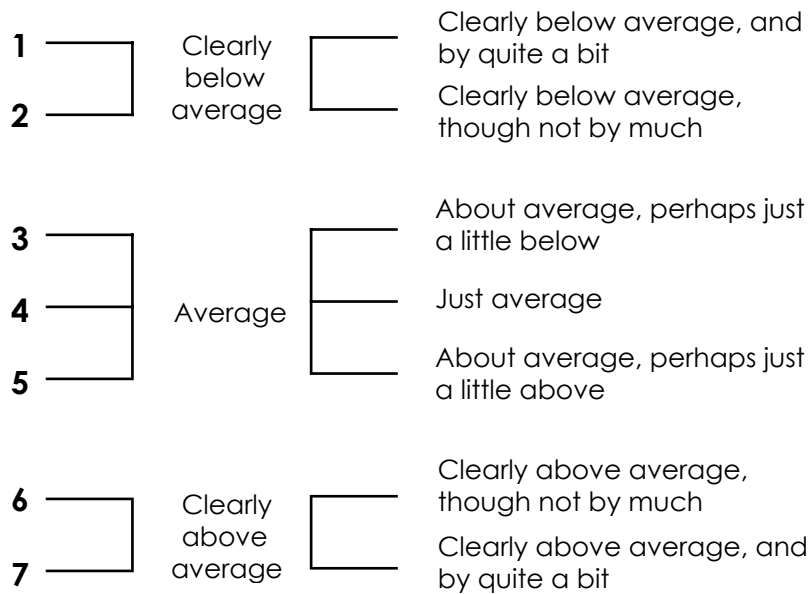 1
2
Clearly
below
average
Clearly below average, and
by quite a bit
Clearly below average,
though not by much
3
4
5
Average
About average, perhaps just
a little below
Just average
About average, perhaps just
a little above
6
7
Clearly
above
average
Clearly above average,
though not by much
Clearly above average, and
by quite a bit